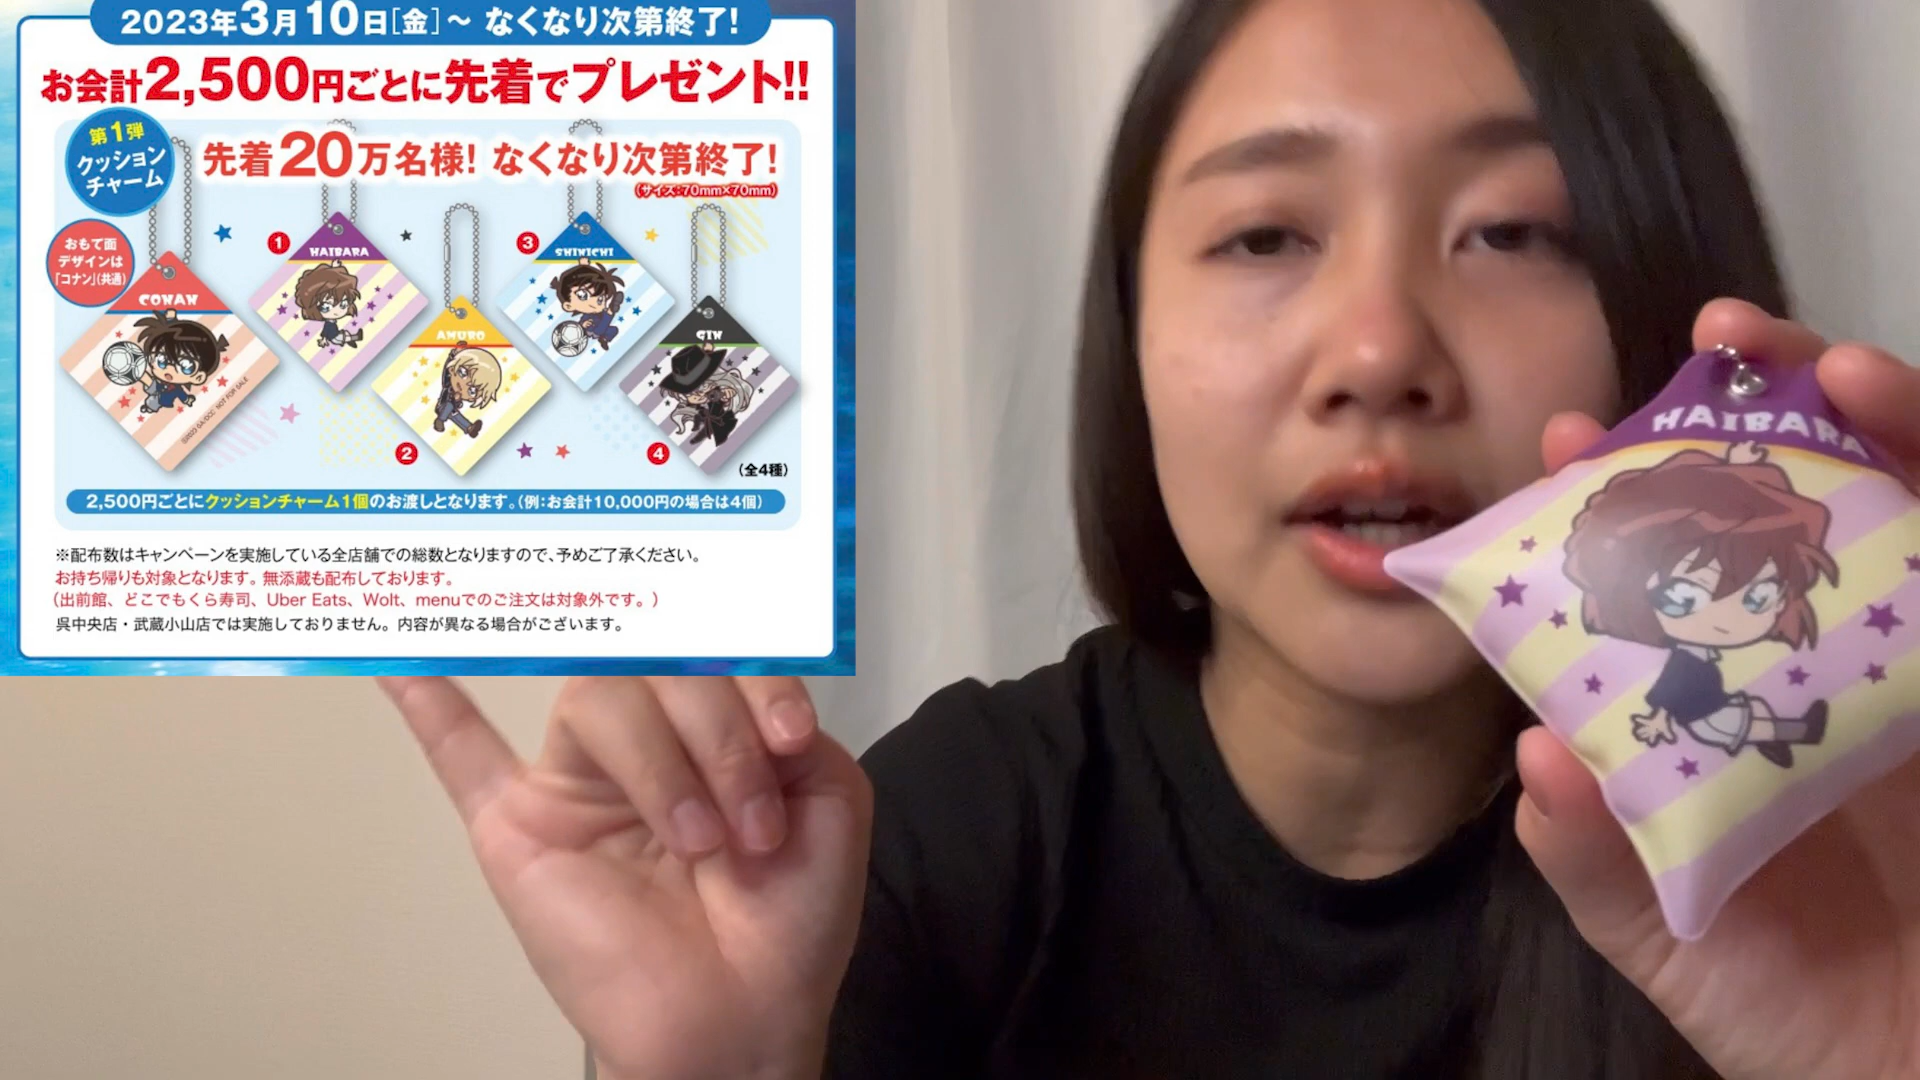 2023年3月10日[金]～ なくなり次第終了!
お会計2,500円ごとに先着でプレゼント!!
第1弾
クッション
チャーム
先着20万名様! なくなり次第終了!
(サイズ:70mm×70mm)
おもて面
デザインは
「コナン」(共通)
CONAN
©2023 GA/DCC NOT FOR SALE
1
HAIBARA
2
AMURO
3
SHINICHI
4
GIN
(全4種)
2,500円ごとにクッションチャーム1個のお渡しとなります。(例:お会計10,000円の場合は4個)
※配布数はキャンペーンを実施している全店舗での総数となりますので、予めご了承ください。
お持ち帰りも対象となります。無添蔵も配布しております。
(出前館、どこでもくら寿司、Uber Eats、Wolt、menuでのご注文は対象外です。)
呉中央店・武蔵小山店では実施しておりません。内容が異なる場合がございます。
HAIBARA